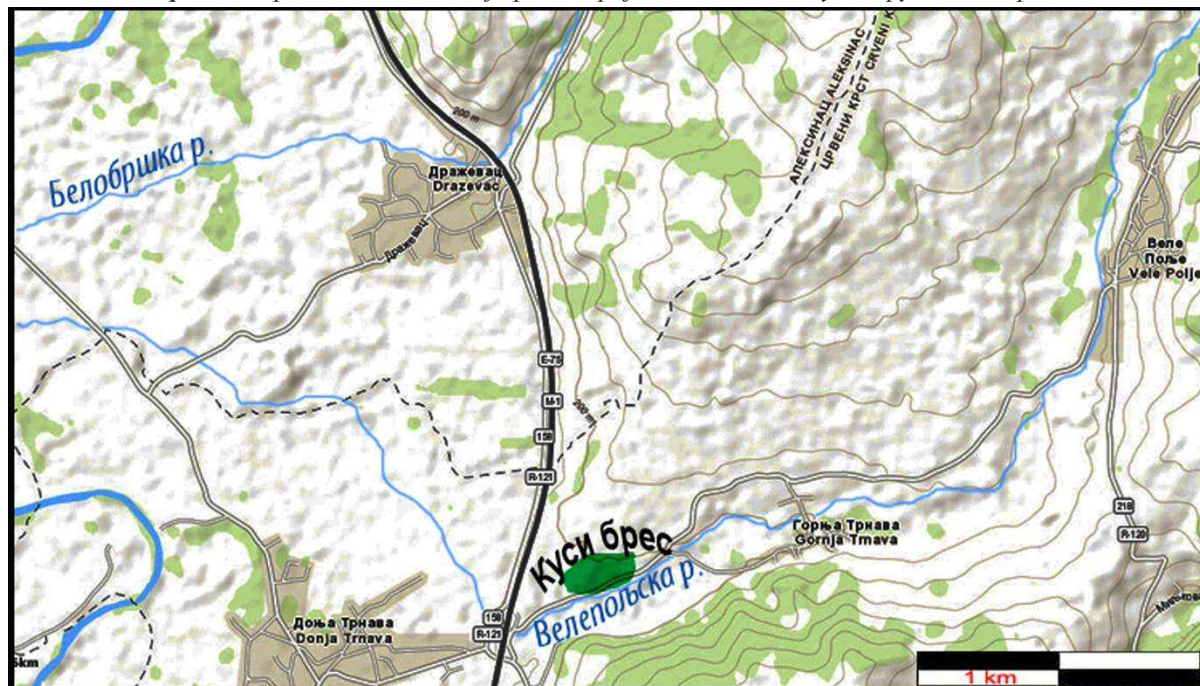 200 m
АЛЕКСИНАЦ ALEKSINAC
ЦРВЕНИ КРСТ CRVENI K
Белобршка р.
Дражевац
Drazevac
Дражевац
Веле
Поље
Vele Polje
E-75
M-1
200 m
158
R-121
218
R-120
Горња Трнава
Gornja Trnava
Куси брес
Велепољска р.
158
R-121
Доња Трнава
Donja Trnava
5km
1 km